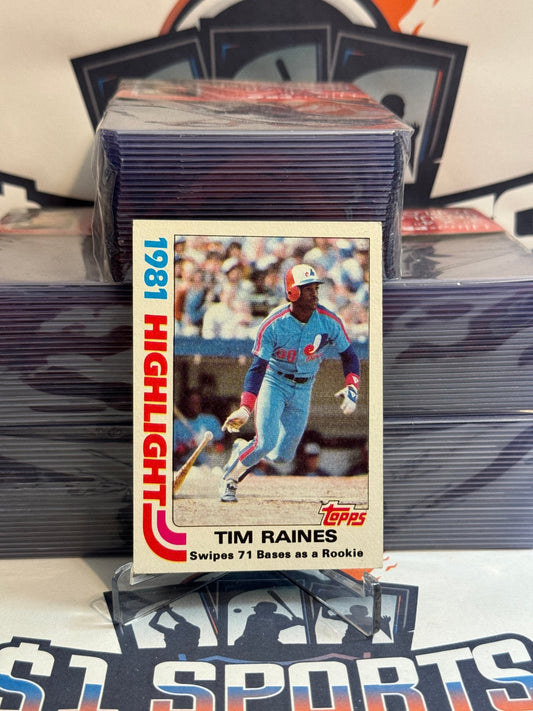 1981 HIGHLIGHT
Topps
TIM RAINES
Swipes 71 Bases as a Rookie
$1 SPORTS